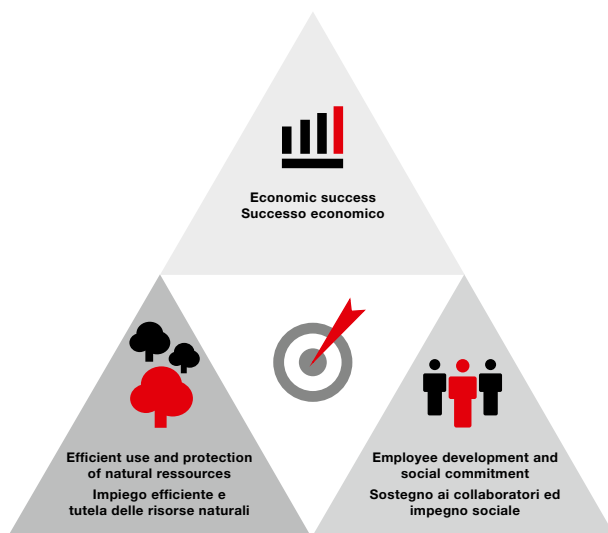 Economic success
Successo economico
Efficient use and protection
of natural ressources
Impiego efficiente e
tutela delle risorse naturali
Employee development and
social commitment
Sostegno ai collaboratori ed
impegno sociale